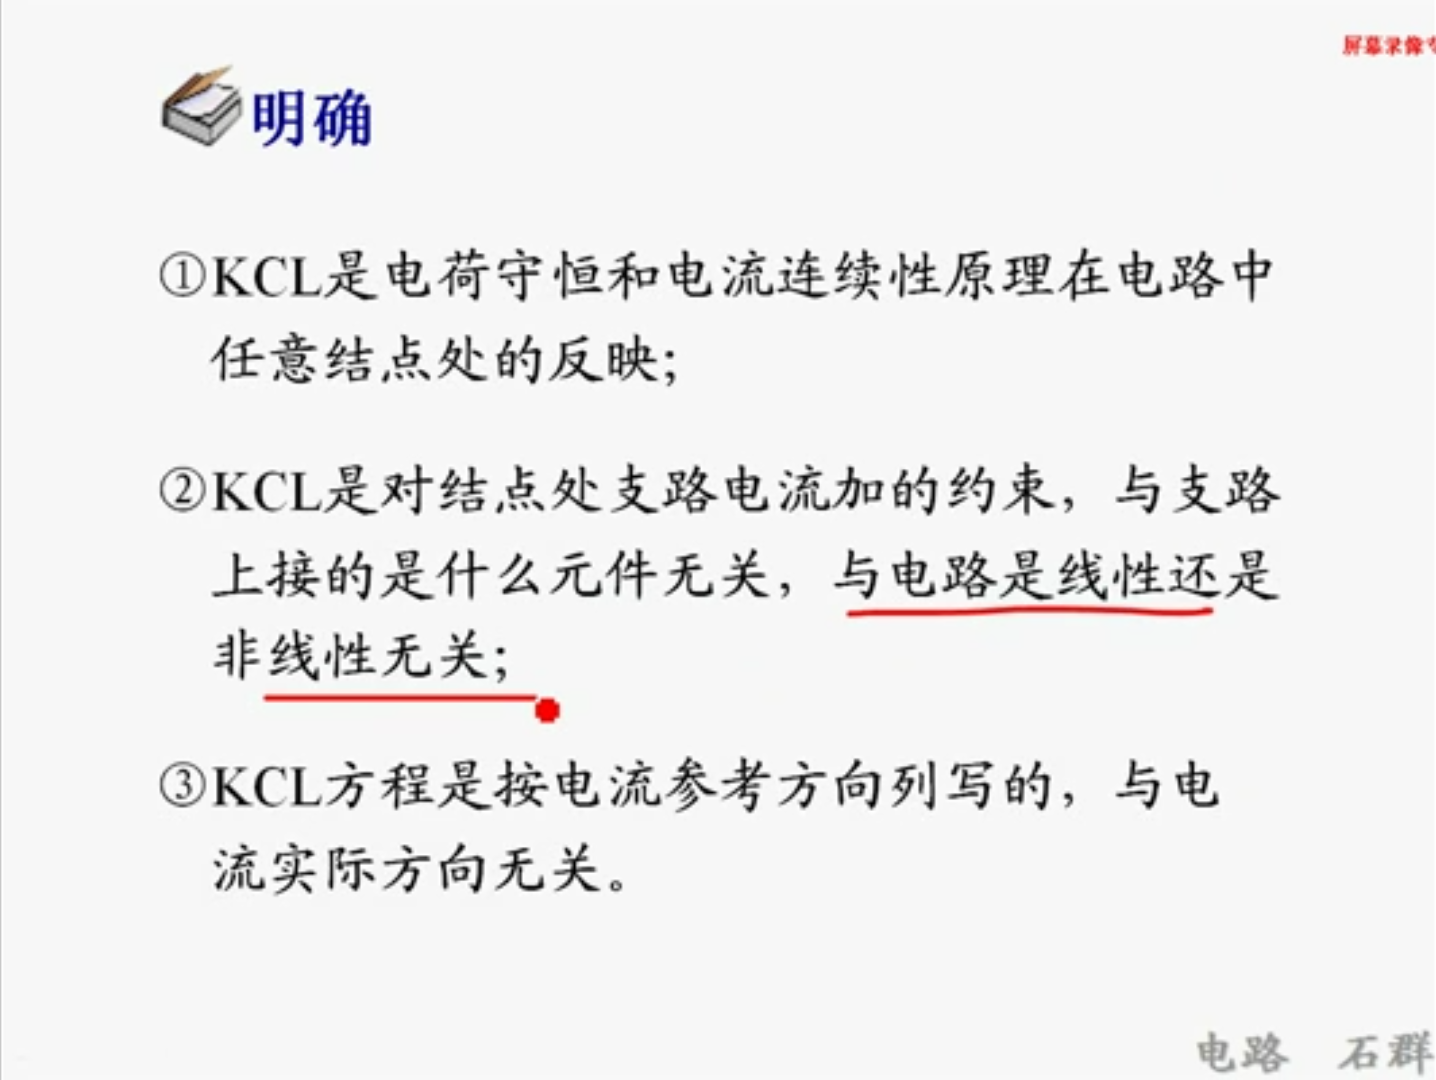 屏幕录像专
明确
①KCL是电荷守恒和电流连续性原理在电路中
任意结点处的反映；
②KCL是对结点处支路电流加的约束，与支路
上接的是什么元件无关，与电路是线性还是
非线性无关；
③KCL方程是按电流参考方向列写的，与电
流实际方向无关。
电路 石群